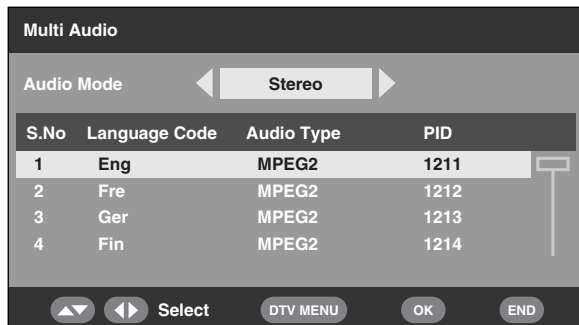 Multi Audio
Audio Mode Stereo
S.No Language Code Audio Type PID
1 Eng MPEG2 1211
2 Fre MPEG2 1212
3 Ger MPEG2 1213
4 Fin MPEG2 1214
Select DTV MENU OK END